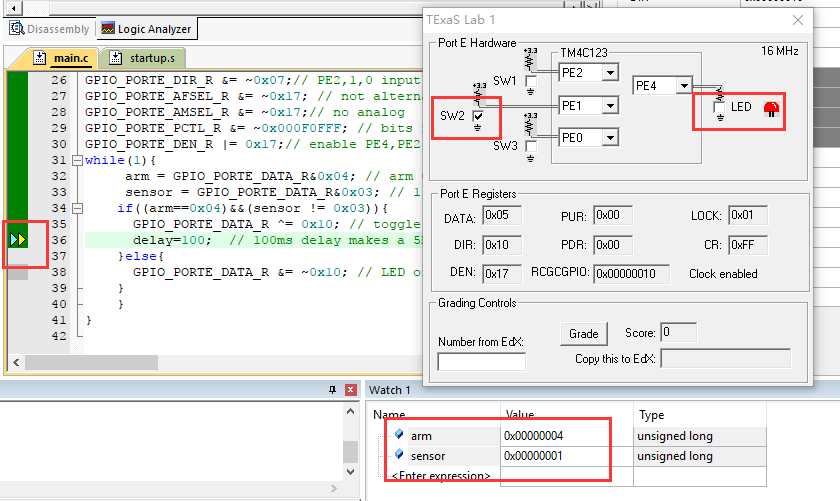 Disassembly
Logic Analyzer
main.c
startup.s
26 GPIO_PORTE_DIR_R &= ~0x07;// PE2,1,0 input
27 GPIO_PORTE_AFSEL_R &= ~0x17; // not altern
28 GPIO_PORTE_AMSEL_R &= ~0x17;// no analog
29 GPIO_PORTE_PCTL_R &= ~0x000F0FFF; // bits
30 GPIO_PORTE_DEN_R |= 0x17;// enable PE4,PE2
31 while(1){
32 arm = GPIO_PORTE_DATA_R&0x04; // arm
33 sensor = GPIO_PORTE_DATA_R&0x03; // 1
34 if((arm==0x04)&&(sensor != 0x03)){
35 GPIO_PORTE_DATA_R ^= 0x10; // toggle
36 delay=100; // 100ms delay makes a 5
37 }else{
38 GPIO_PORTE_DATA_R &= ~0x10; // LED o
39 }
40 }
41 }
42
TExaS Lab 1
Port E Hardware
TM4C123
16 MHz
+3.3
SW1
PE2
PE4
+3.3
SW2
PE1
LED
+3.3
SW3
PE0
Port E Registers
DATA: 0x05 PUR: 0x00 LOCK: 0x01
DIR: 0x10 PDR: 0x00 CR: 0xFF
DEN: 0x17 RCGCGPIO: 0x00000010 Clock enabled
Grading Controls
Number from EdX:
Grade
Score: 0
Copy this to EdX:
Watch 1
Name Value Type
arm 0x00000004 unsigned long
sensor 0x00000001 unsigned long
<Enter expression>